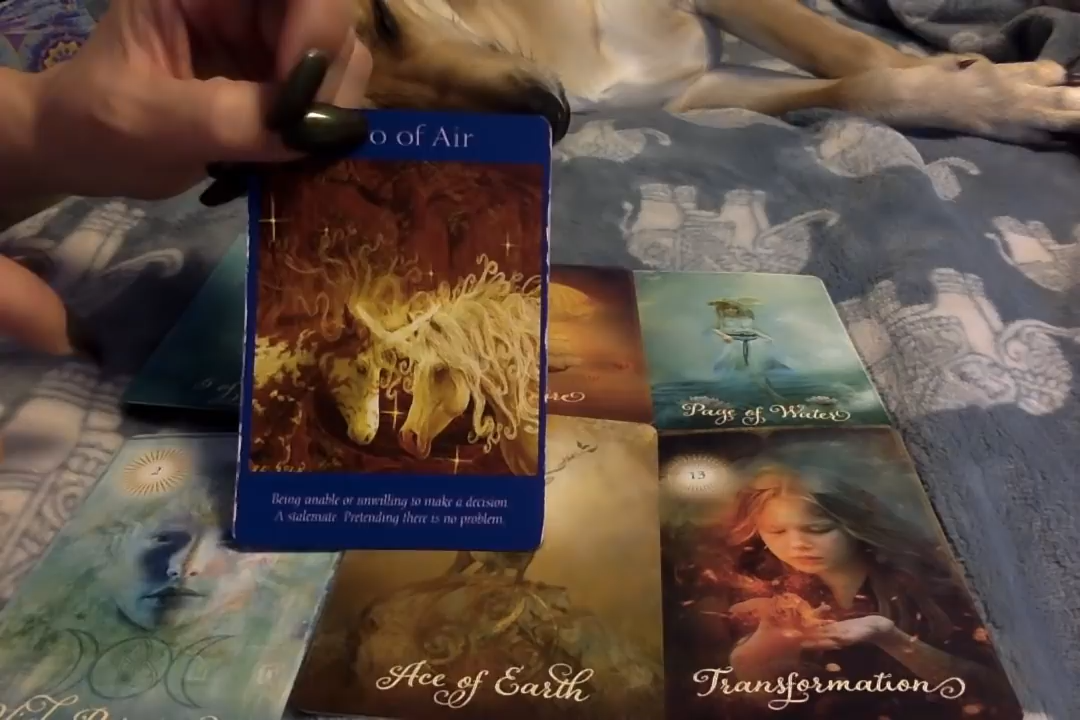 o of Air
Being unable or unwilling to make a decision.
A stalemate. Pretending there is no problem.
Page of Water
2
13
Ace of Earth
Transformation